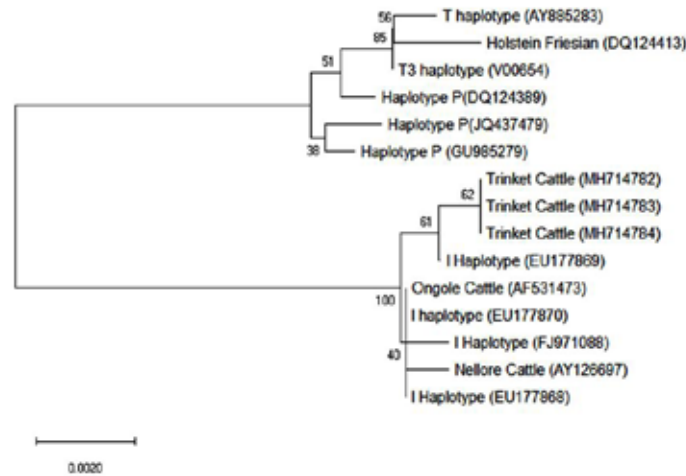 56
T haplotype (AY885283)
85
Holstein Friesian (DQ124413)
51
T3 haplotype (V00654)
Haplotype P(DQ124389)
Haplotype P(JQ437479)
38
Haplotype P (GU985279)
Trinket Cattle (MH714782)
62
Trinket Cattle (MH714783)
61
Trinket Cattle (MH714784)
I Haplotype (EU177869)
Ongole Cattle (AF531473)
100
I haplotype (EU177870)
I Haplotype (FJ971088)
40
Nellore Cattle (AY126697)
I Haplotype (EU177868)
0.0020